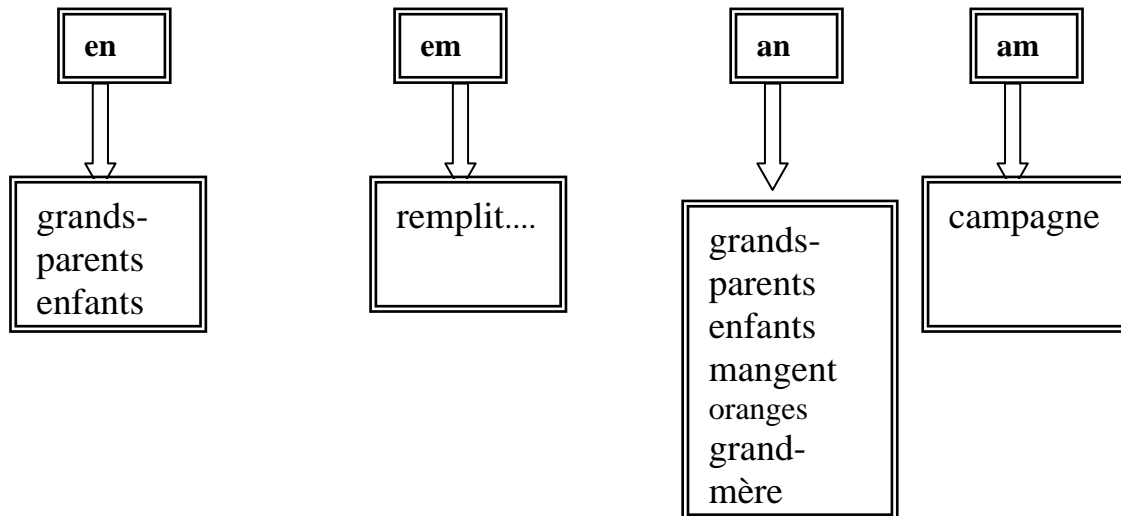 en
em
an
am
grands-
parents
enfants
remplit....
grands-
parents
enfants
mangent
oranges
grand-
mère
campagne